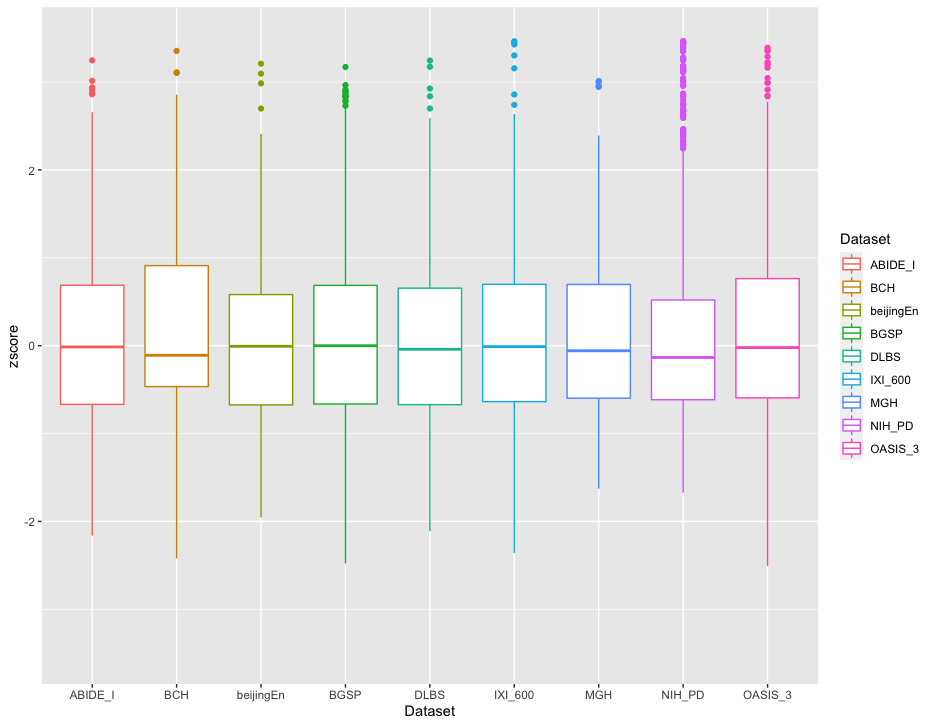 zscore
2
0
-2
ABIDE_I BCH beijingEn BGSP DLBS IXI_600 MGH NIH_PD OASIS_3
Dataset
Dataset
ABIDE_I
BCH
beijingEn
BGSP
DLBS
IXI_600
MGH
NIH_PD
OASIS_3